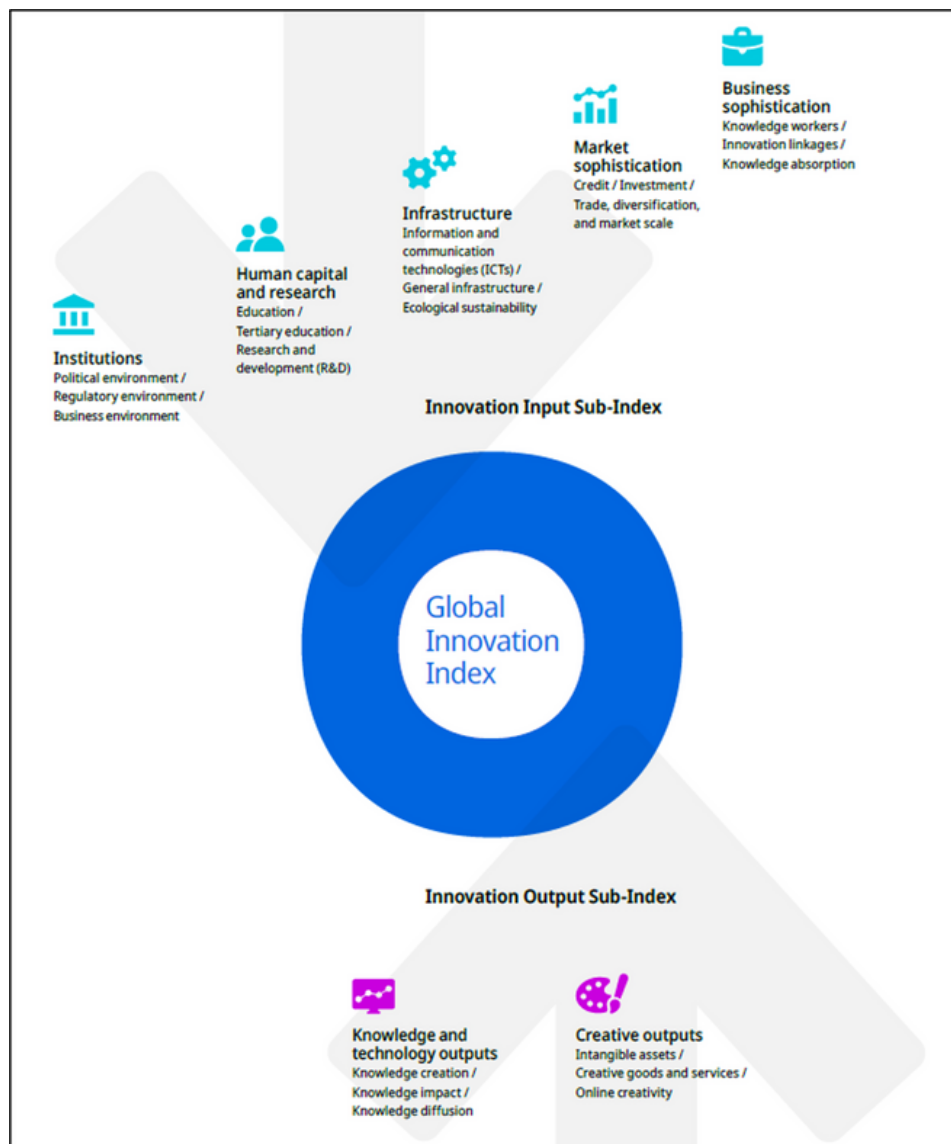 Business
sophistication
Knowledge workers /
Innovation linkages /
Knowledge absorption
Market
sophistication
Credit / Investment /
Trade, diversification,
and market scale
Infrastructure
Information and
communication
technologies (ICTs) /
General infrastructure /
Ecological sustainability
Human capital
and research
Education /
Tertiary education /
Research and
development (R&D)
Institutions
Political environment /
Regulatory environment /
Business environment
Innovation Input Sub-Index
Global
Innovation
Index
Innovation Output Sub-Index
Knowledge and
technology outputs
Knowledge creation /
Knowledge impact /
Knowledge diffusion
Creative outputs
Intangible assets /
Creative goods and services /
Online creativity